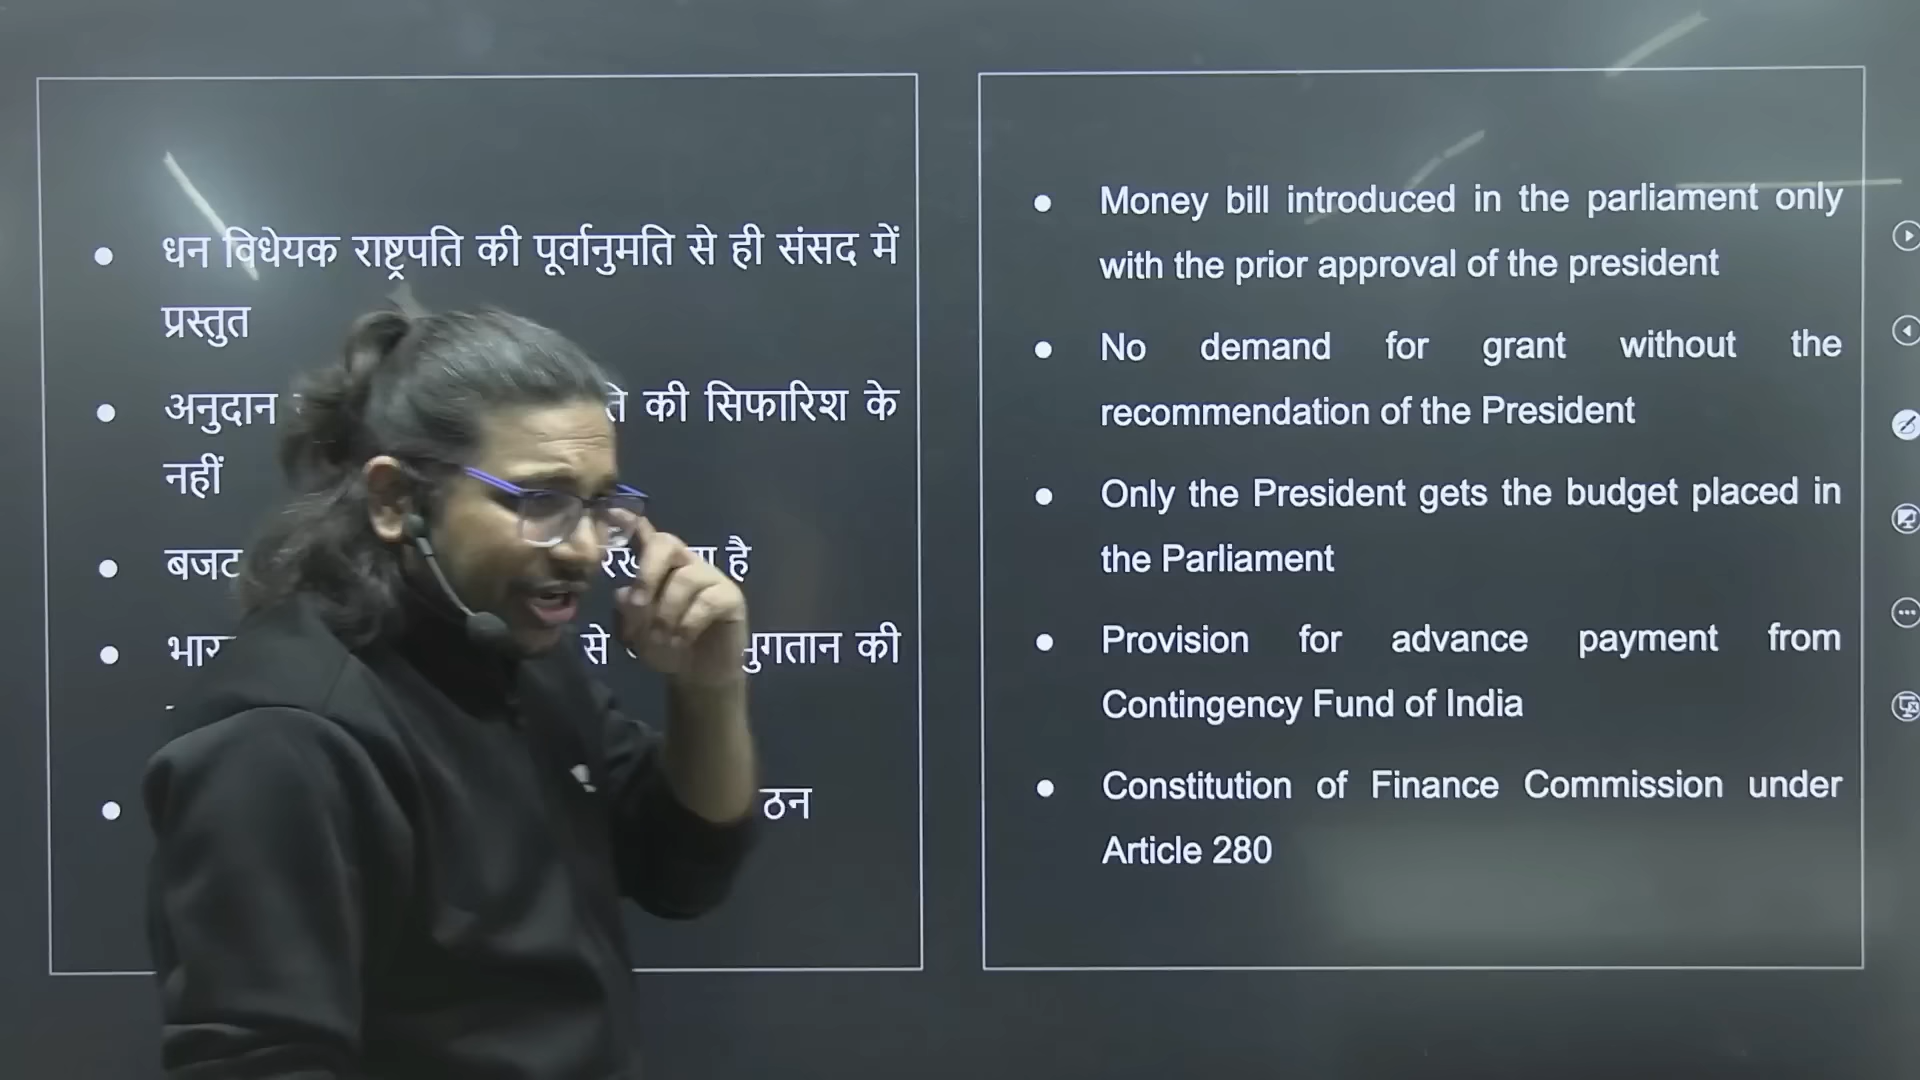 धन विधेयक राष्ट्रपति की पूर्वानुमति से ही संसद में
प्रस्तुत
अनुदान की सिफारिश के
नहीं
बजट है
से की
Money bill introduced in the parliament only
with the prior approval of the president
No demand for grant without the
recommendation of the President
Only the President gets the budget placed in
the Parliament
Provision for advance payment from
Contingency Fund of India
Constitution of Finance Commission under
Article 280